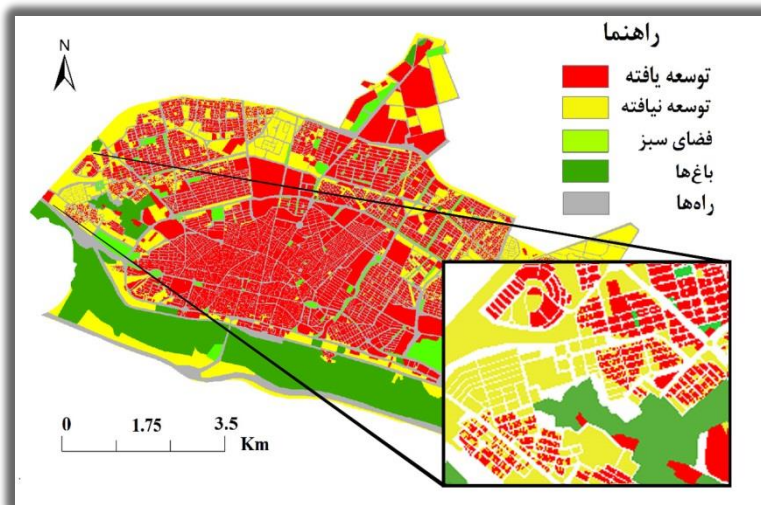 راهنما
توسعه یافته
توسعه نیافته
فضای سبز
باغ‌ها
راه‌ها
N
0 1.75 3.5
Km